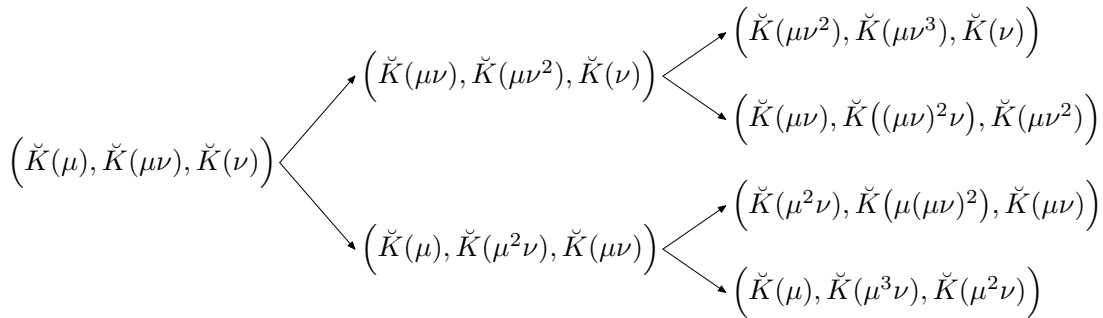 (K̆(μν²), K̆(μν³), K̆(ν))
(K̆(μν), K̆(μν²), K̆(ν))
(K̆(μν), K̆((μν)²ν), K̆(μν²))
(K̆(μ), K̆(μν), K̆(ν))
(K̆(μ²ν), K̆(μ(μν)²), K̆(μν))
(K̆(μ), K̆(μ²ν), K̆(μν))
(K̆(μ), K̆(μ³ν), K̆(μ²ν))